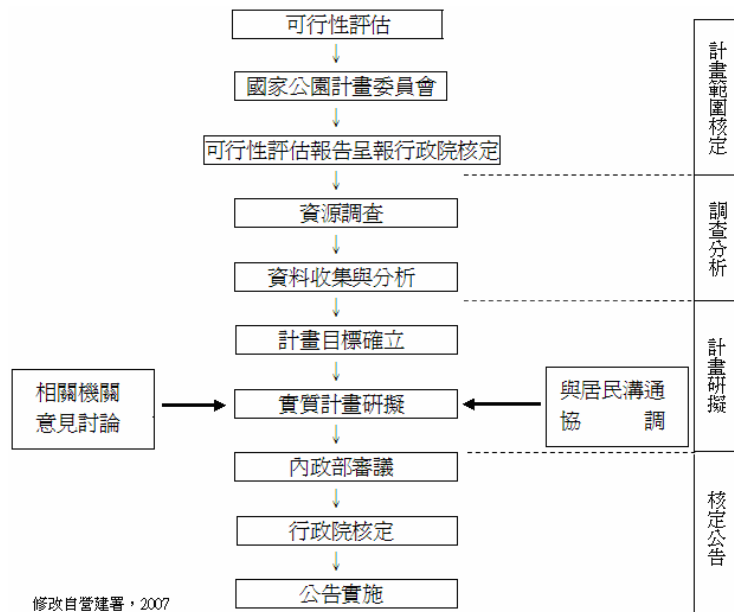 可行性評估
國家公園計畫委員會
可行性評估報告呈報行政院核定
計畫範圍核定
資源調查
資料收集與分析
調查分析
計畫目標確立
相關機關
意見討論
實質計畫研擬
與居民溝通
協 調
計畫研擬
內政部審議
行政院核定
公告實施
核定公告
修改自營建署，2007